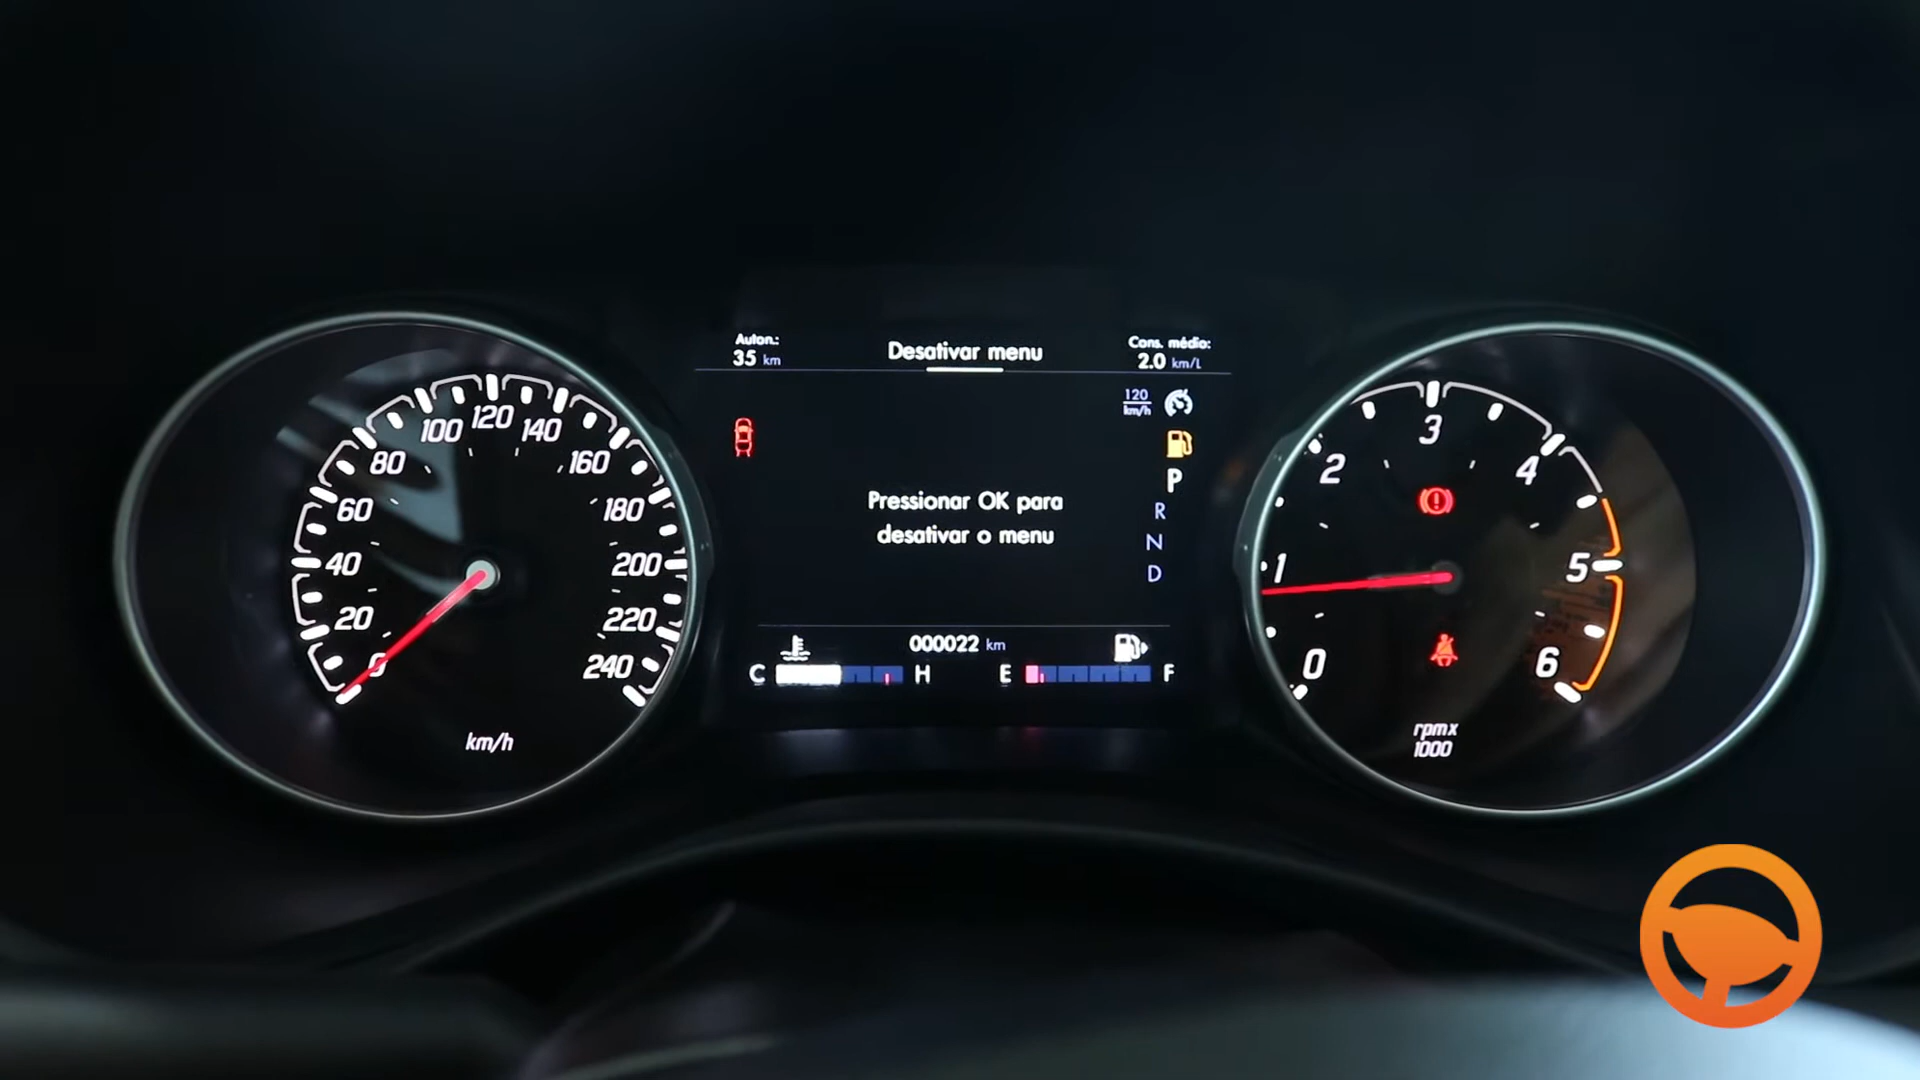 Auton.:
35 km
Desativar menu
Cons. médio:
2.0 km/L
120
km/h
P
R
N
D
Pressionar OK para
desativar o menu
000022 km
C H
E F
0
20
40
60
80
100
120
140
160
180
200
220
240
km/h
0
1
2
3
4
5
6
rpm x
1000